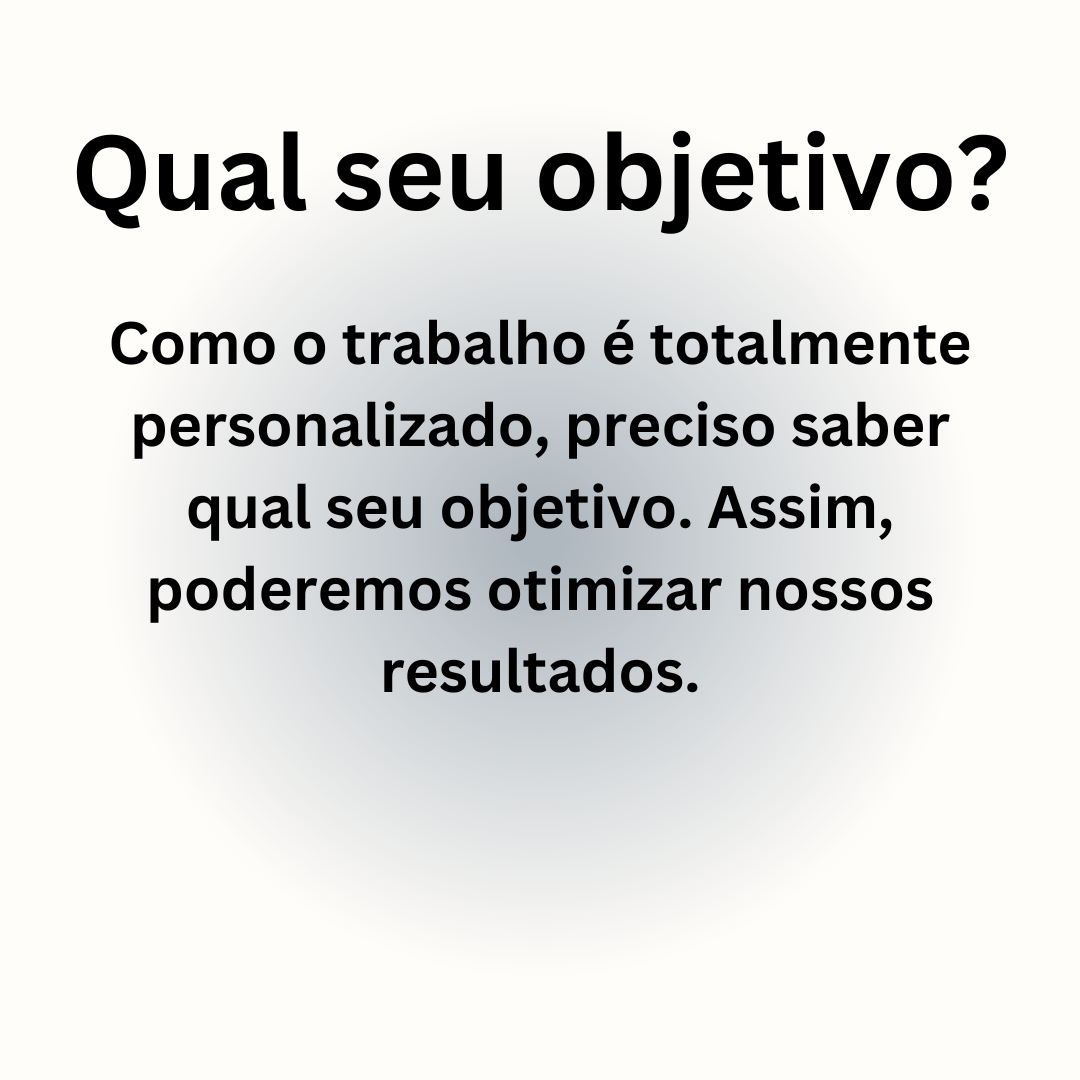 Qual seu objetivo?
Como o trabalho é totalmente
personalizado, preciso saber
qual seu objetivo. Assim,
poderemos otimizar nossos
resultados.